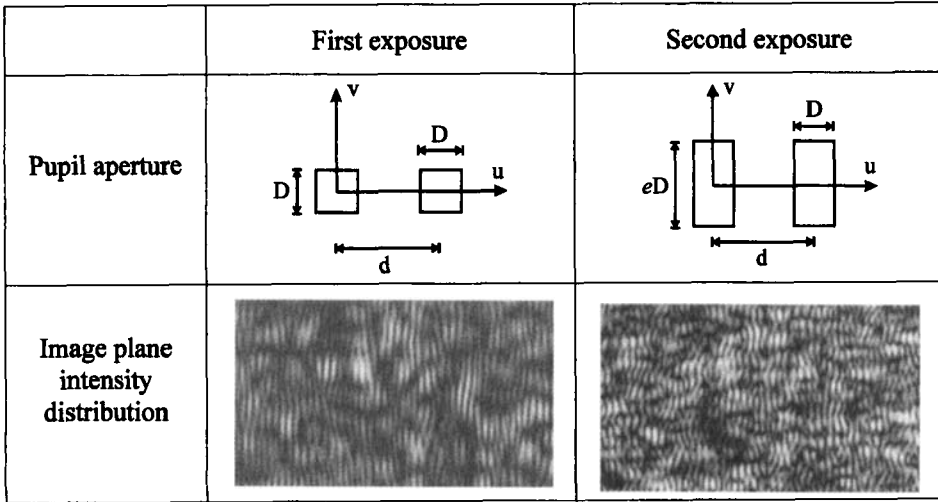 First exposure
Second exposure
Pupil aperture
v
D
D
u
d
v
D
eD
u
d
Image plane
intensity
distribution